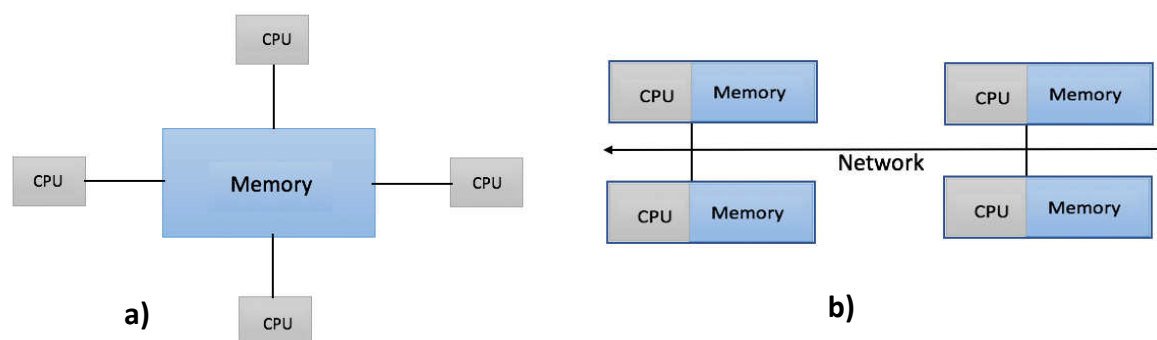 CPU
CPU
Memory
CPU
CPU
a)
CPU Memory
CPU Memory
Network
CPU Memory
CPU Memory
b)